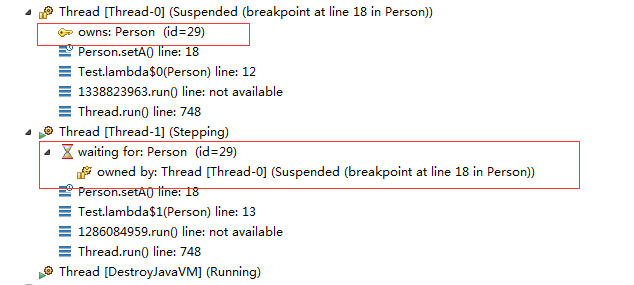 Thread [Thread-0] (Suspended (breakpoint at line 18 in Person))
owns: Person (id=29)
Person.setA() line: 18
Test.lambda$0(Person) line: 12
1338823963.run() line: not available
Thread.run() line: 748
Thread [Thread-1] (Stepping)
waiting for: Person (id=29)
owned by: Thread [Thread-0] (Suspended (breakpoint at line 18 in Person))
Person.setA() line: 18
Test.lambda$1(Person) line: 13
1286084959.run() line: not available
Thread.run() line: 748
Thread [DestroyJavaVM] (Running)